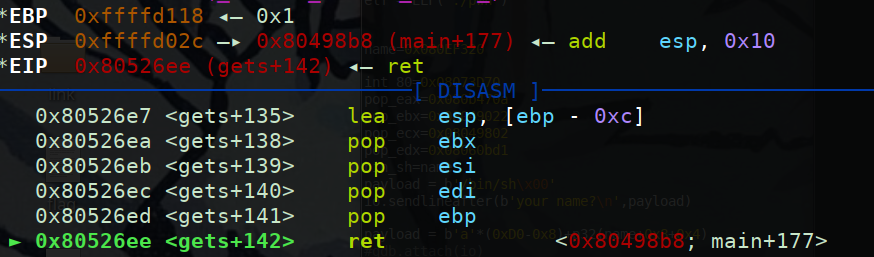 *EBP 0xffffd118 ◂— 0x1
*ESP 0xffffd02c —▸ 0x80498b8 (main+177) ◂— add esp, 0x10
*EIP 0x80526ee (gets+142) ◂— ret
[ DISASM ]
0x80526e7 <gets+135> lea esp, [ebp - 0xc]
0x80526ea <gets+138> pop ebx
0x80526eb <gets+139> pop esi
0x80526ec <gets+140> pop edi
0x80526ed <gets+141> pop ebp
► 0x80526ee <gets+142> ret <0x80498b8; main+177>